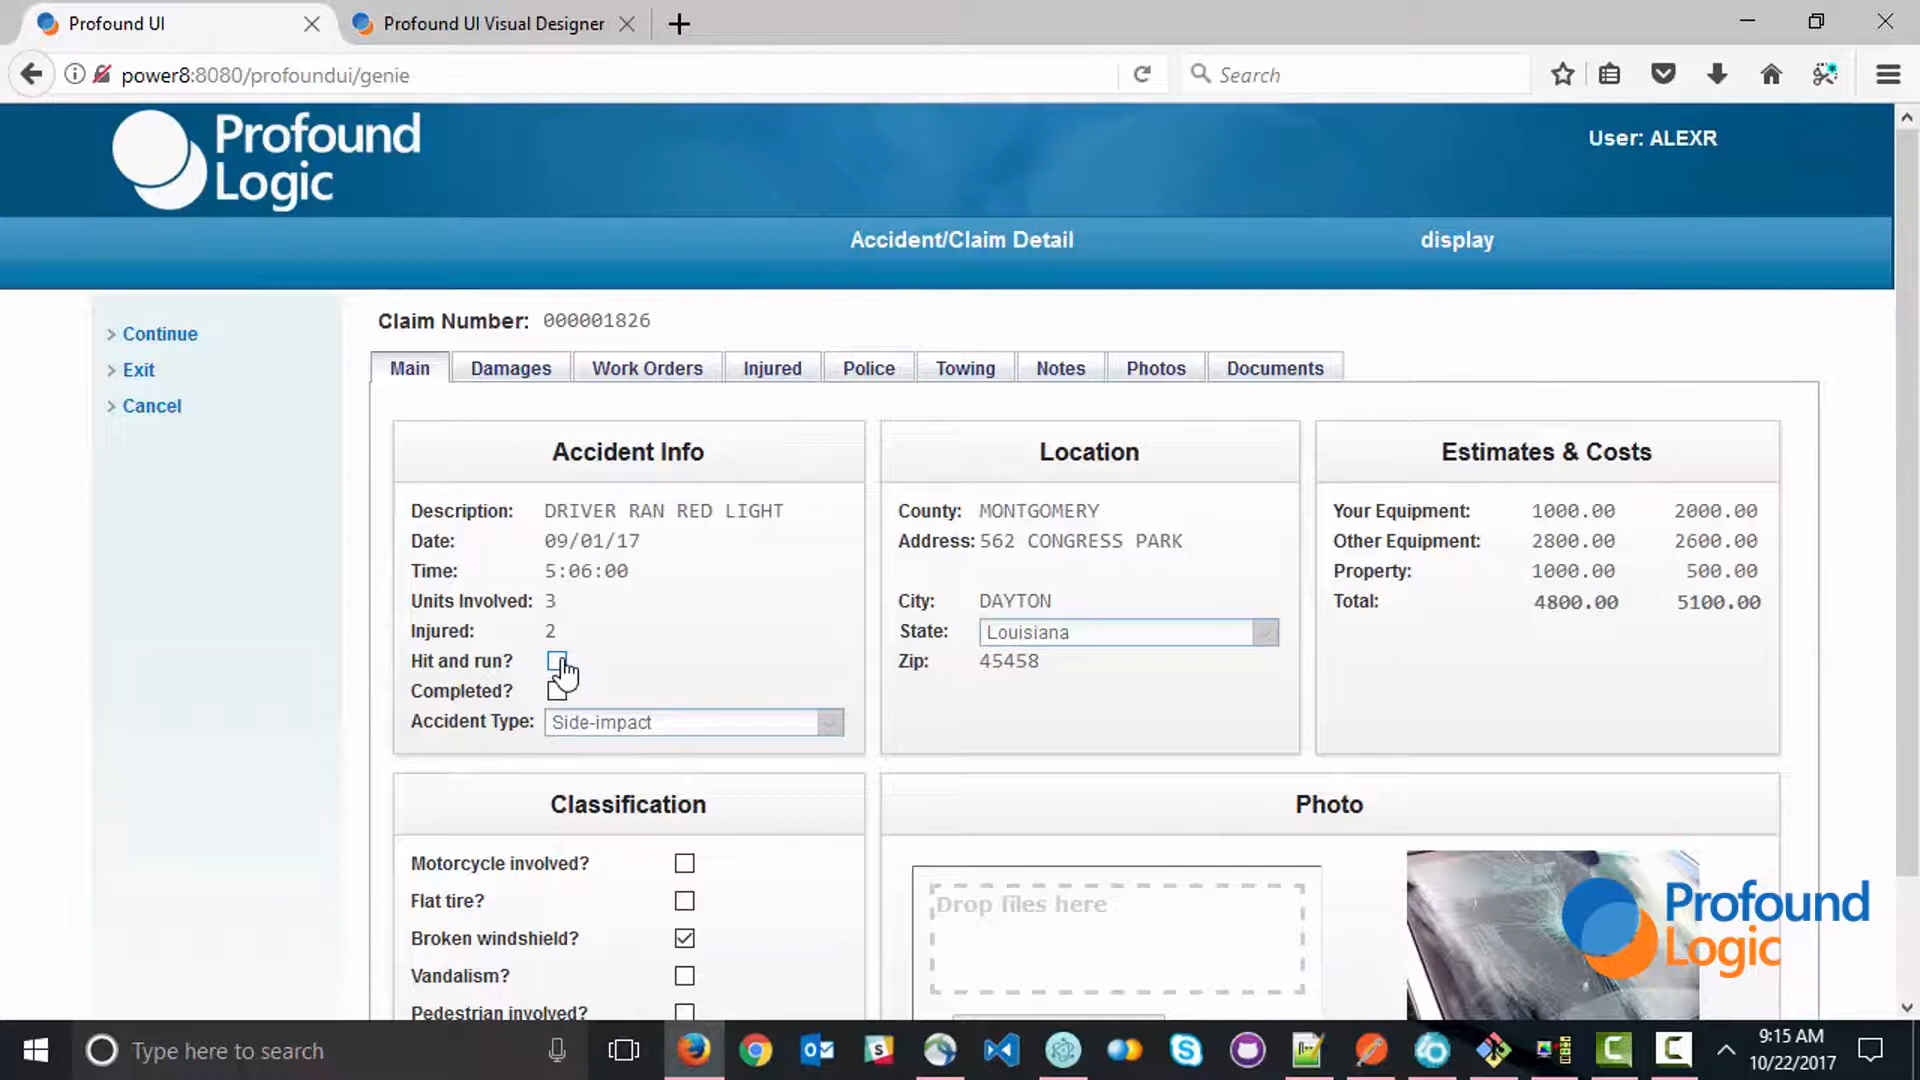 Profound UI
Profound UI Visual Designer
power8:8080/profoundui/genie
Search
Profound
Logic
User: ALEXR
Accident/Claim Detail
display
> Continue
> Exit
> Cancel
Claim Number: 000001826
Main
Damages
Work Orders
Injured
Police
Towing
Notes
Photos
Documents
Accident Info
Description: DRIVER RAN RED LIGHT
Date: 09/01/17
Time: 5:06:00
Units Involved: 3
Injured: 2
Hit and run?
Completed?
Accident Type: Side-impact
Location
County: MONTGOMERY
Address: 562 CONGRESS PARK
City: DAYTON
State: Louisiana
Zip: 45458
Estimates & Costs
Your Equipment: 1000.00 2000.00
Other Equipment: 2800.00 2600.00
Property: 1000.00 500.00
Total: 4800.00 5100.00
Classification
Motorcycle involved?
Flat tire?
Broken windshield?
Vandalism?
Pedestrian involved?
Photo
Drop files here
Profound
Logic
Type here to search
9:15 AM
10/22/2017